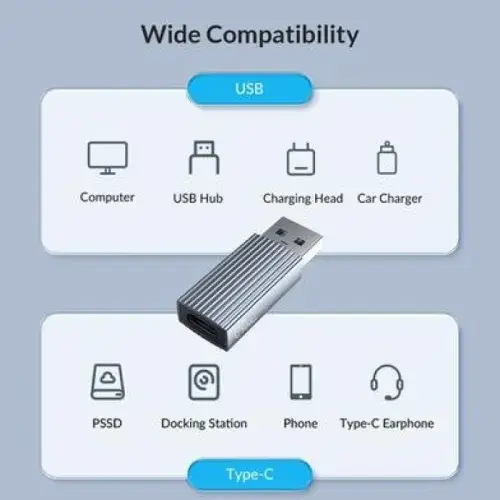 Wide Compatibility
USB
Computer
USB Hub
Charging Head
Car Charger
PSSD
Docking Station
Phone
Type-C Earphone
Type-C